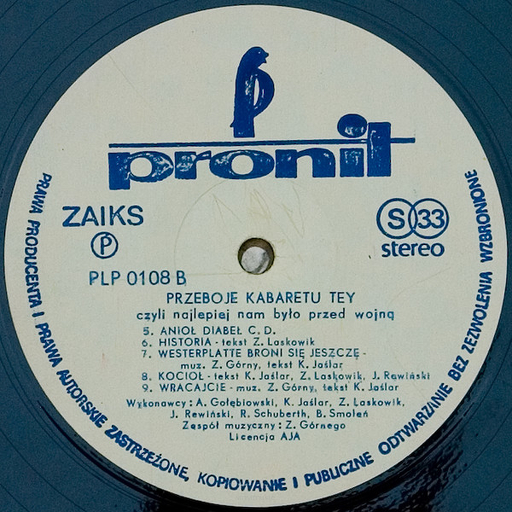 pronit
ZAIKS
P
S 33
stereo
PLP 0108 B
PRZEBOJE KABARETU TEY
czyli najlepiej nam było przed wojną
5. ANIOŁ DIABEŁ C. D.
6. HISTORIA - tekst Z. Laskowik
7. WESTERPLATTE BRONI SIĘ JESZCZĘ -
muz. Z. Górny, tekst K. Jaślar
8. KOCIOŁ - tekst K. Jaślar, Z. Laskowik, J. Rewiński
9. WRACAJCIE - muz. Z. Górny, tekst K. Jaślar
Wykonawcy: A. Gołębiowski, K. Jaślar, Z. Laskowik,
J. Rewiński, R. Schuberth, B. Smoleń
Zespół muzyczny: Z. Górnego
Licencja AJA
PRAWA PRODUCENTA I PRAWA AUTORSKIE ZASTRZEŻONE, KOPIOWANIE I PUBLICZNE ODTWARZANIE BEZ ZEZWOLENIA WZBRONIONE